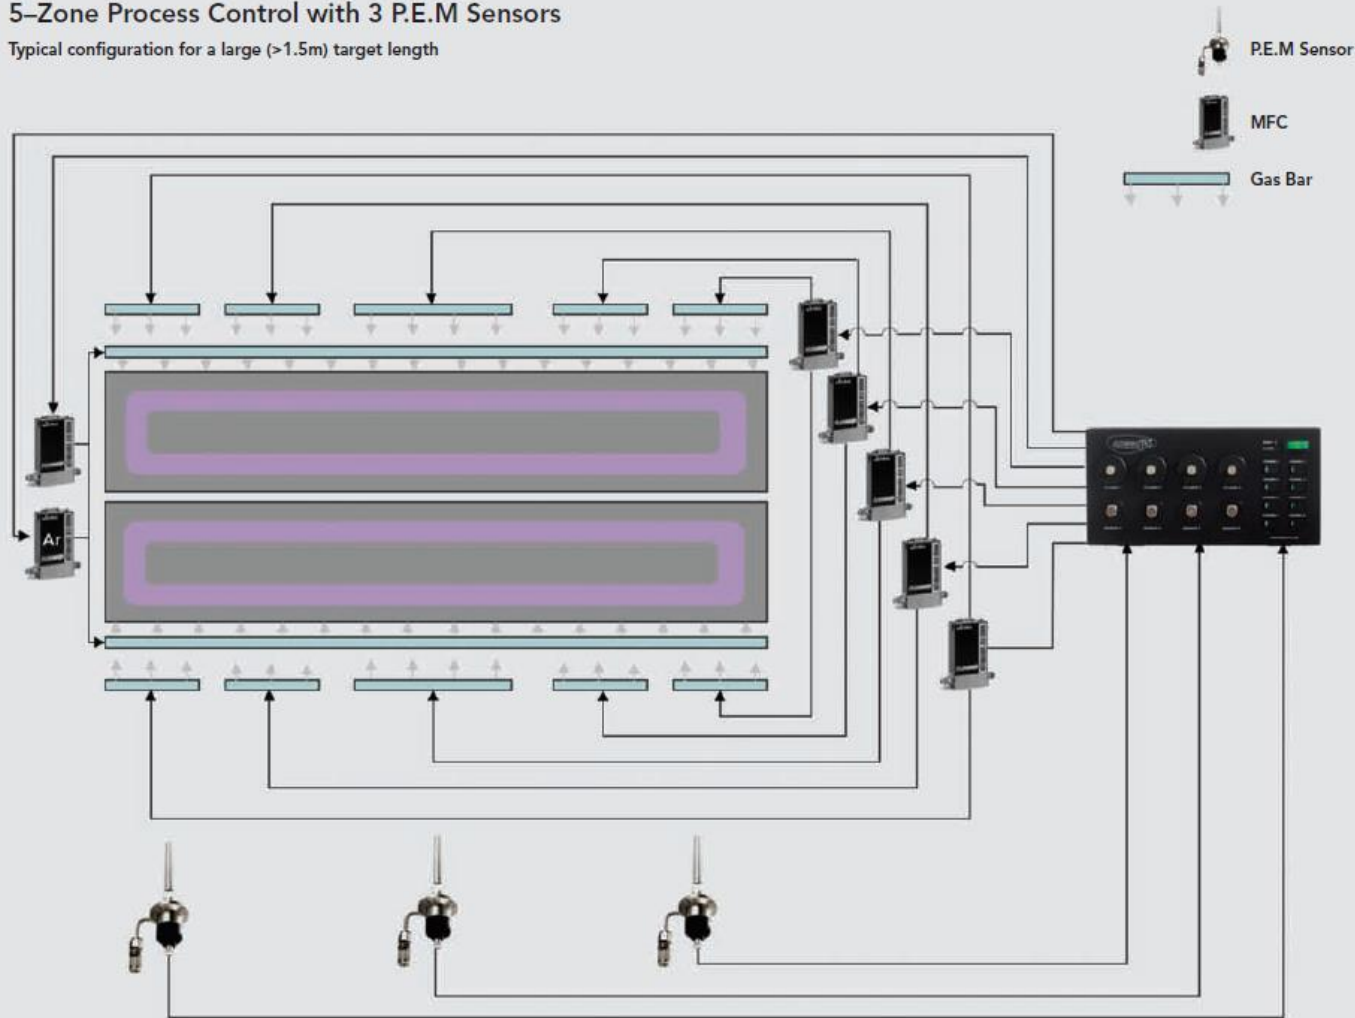 5–Zone Process Control with 3 P.E.M Sensors
Typical configuration for a large (>1.5m) target length
P.E.M Sensor
MFC
Gas Bar
Ar